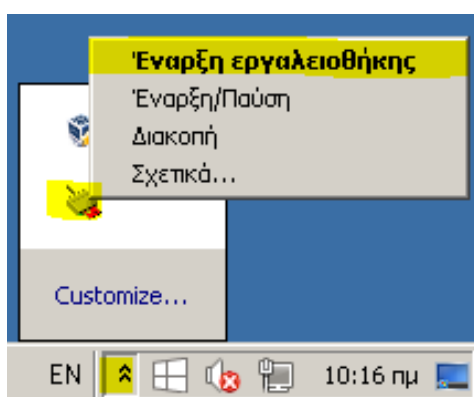 Έναρξη εργαλειοθήκης
Έναρξη/Παύση
Διακοπή
Σχετικά...
Customize...
EN 10:16 πμ